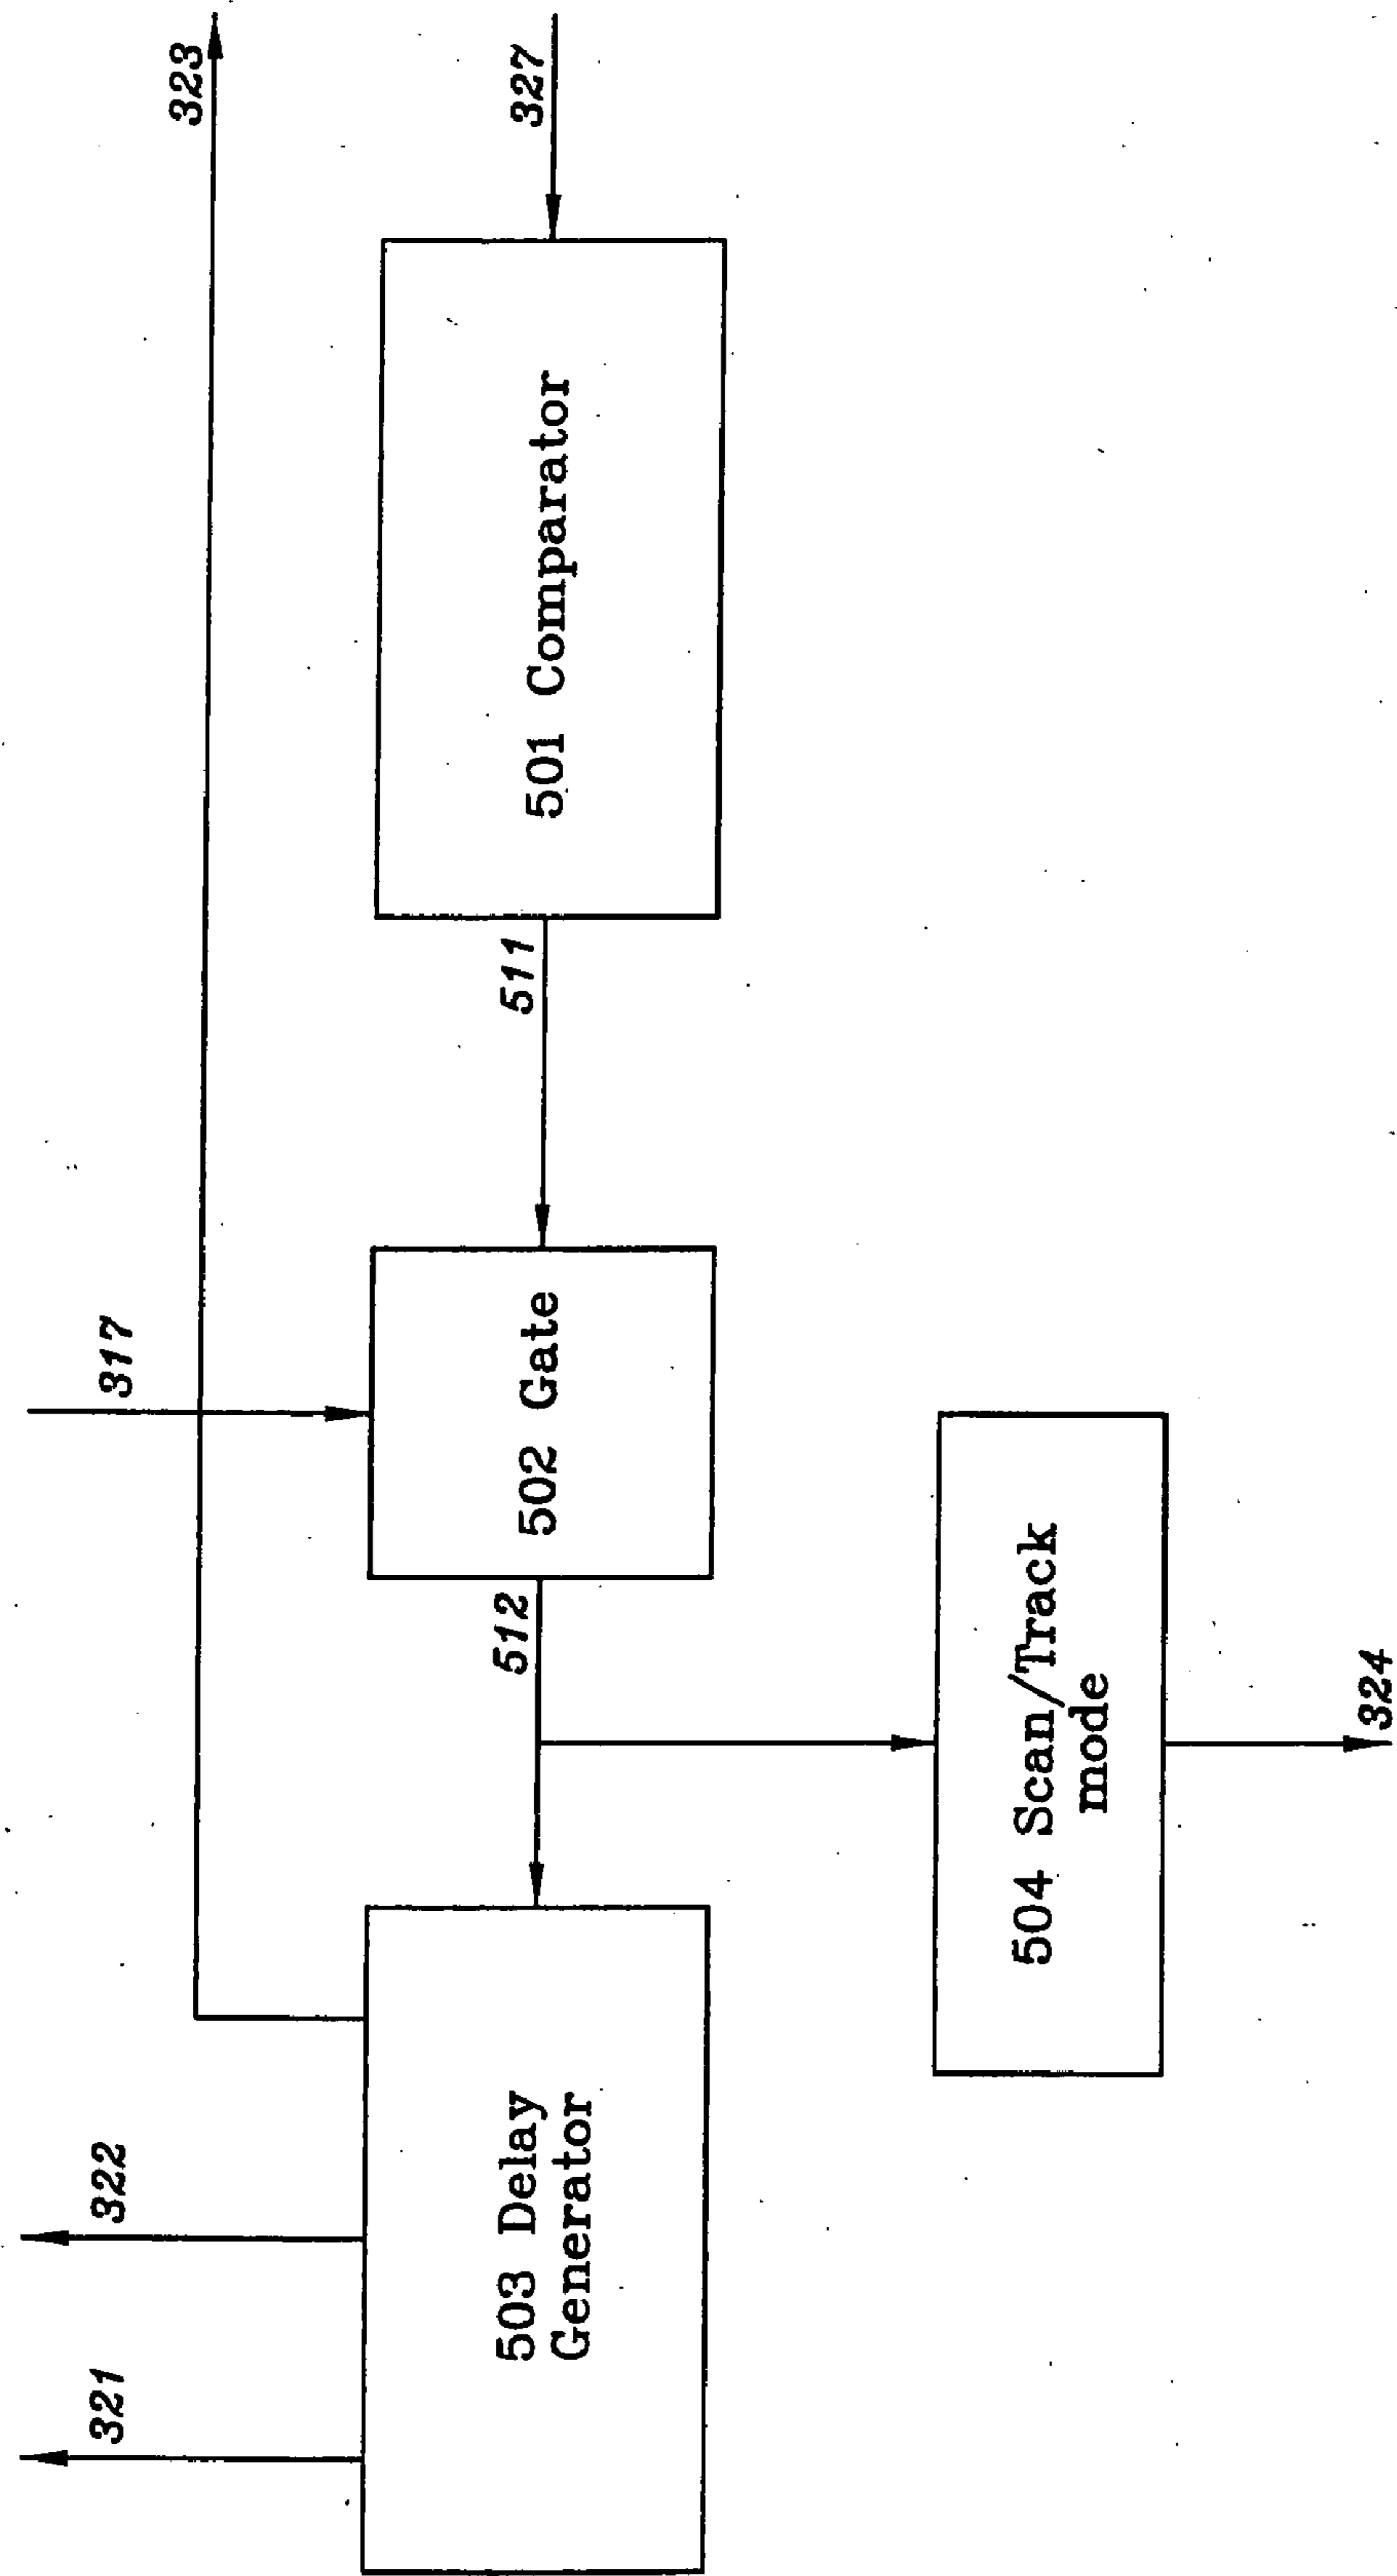 321
322
317
323
503 Delay
Generator
512
502 Gate
511
501 Comparator
327
504 Scan/Track
mode
324